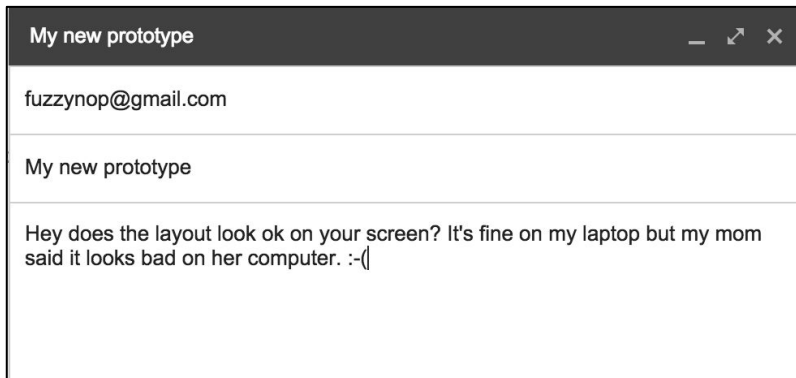 My new prototype
fuzzynop@gmail.com
My new prototype
Hey does the layout look ok on your screen? It's fine on my laptop but my mom
said it looks bad on her computer. :-(